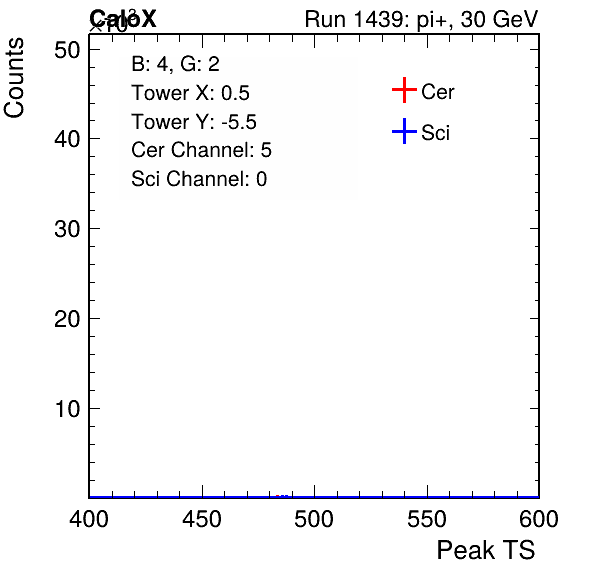 CaloX Run 1439: pi+, 30 GeV
×10³
Counts
B: 4, G: 2
Tower X: 0.5
Tower Y: -5.5
Cer Channel: 5
Sci Channel: 0
Cer
Sci
50
40
30
20
10
400 450 500 550 600
Peak TS